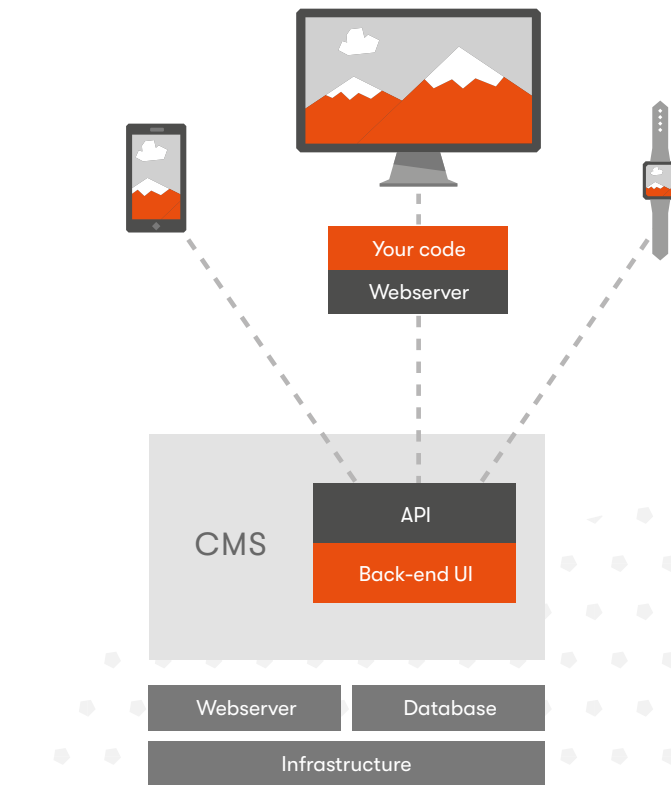 Your code
Webserver
CMS
API
Back-end UI
Webserver
Database
Infrastructure